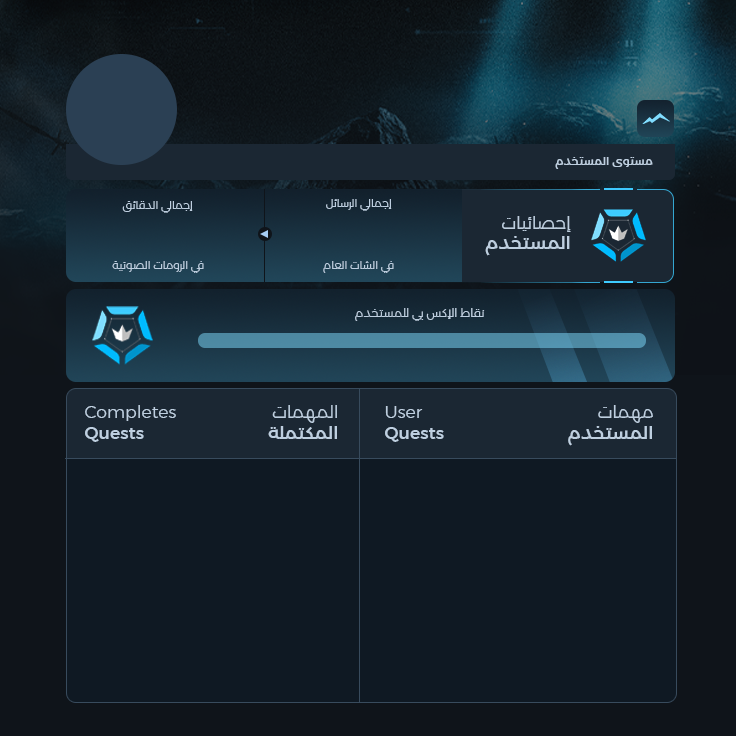 مستوى المستخدم
إحصائيات
المستخدم
إجمالي الرسائل
في الشات العام
إجمالي الدقائق
في الرومات الصوتية
نقاط الإكس بي للمستخدم
مهمات
المستخدم
User
Quests
المهمات
المكتملة
Completes
Quests